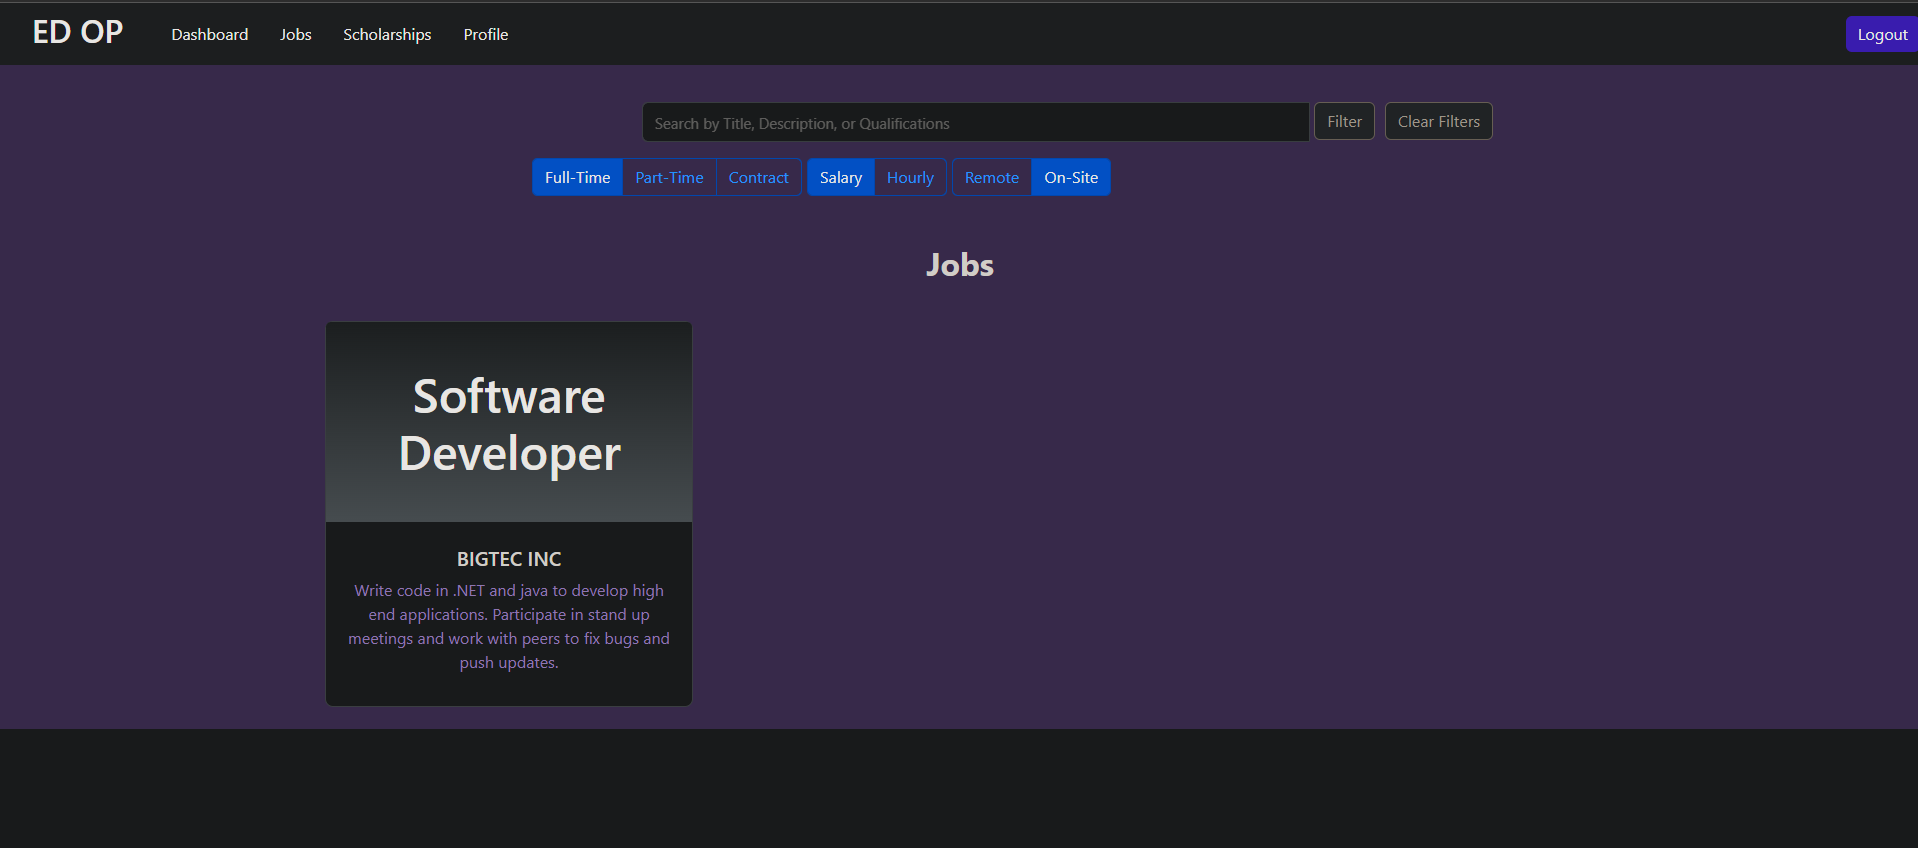 ED OP Dashboard Jobs Scholarships Profile Logout
Search by Title, Description, or Qualifications Filter Clear Filters
Full-Time Part-Time Contract Salary Hourly Remote On-Site
Jobs
Software
Developer
BIGTEC INC
Write code in .NET and java to develop high
end applications. Participate in stand up
meetings and work with peers to fix bugs and
push updates.